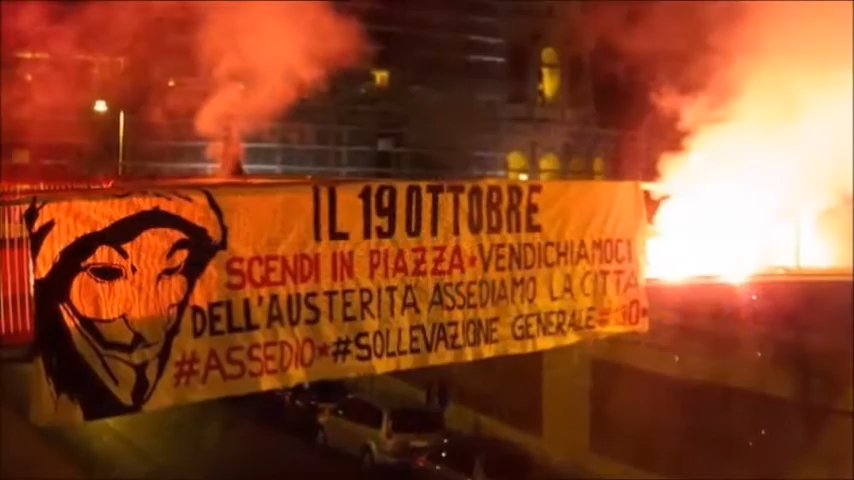 IL 19 OTTOBRE
SCENDI IN PIAZZA★VENDICHIAMOCI
DELL'AUSTERITÀ ASSEDIAMO LA CITTÀ
#ASSEDIO★#SOLLEVAZIONE GENERALE